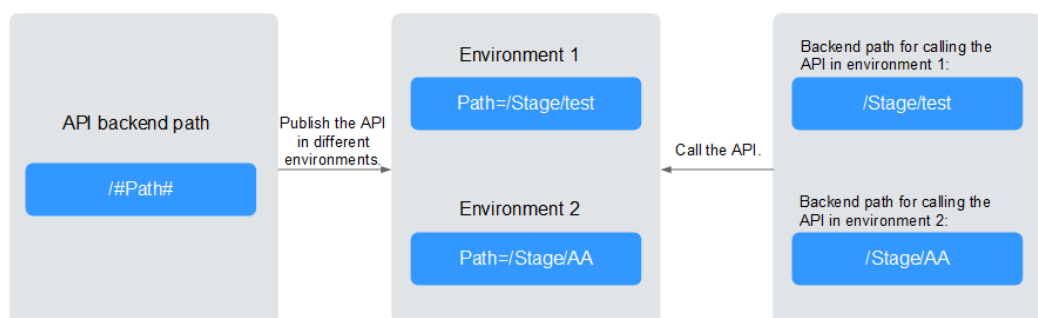 API backend path
/#Path#
Publish the API
in different
environments.
Environment 1
Path=/Stage/test
Environment 2
Path=/Stage/AA
Call the API.
Backend path for calling the
API in environment 1:
/Stage/test
Backend path for calling the
API in environment 2:
/Stage/AA